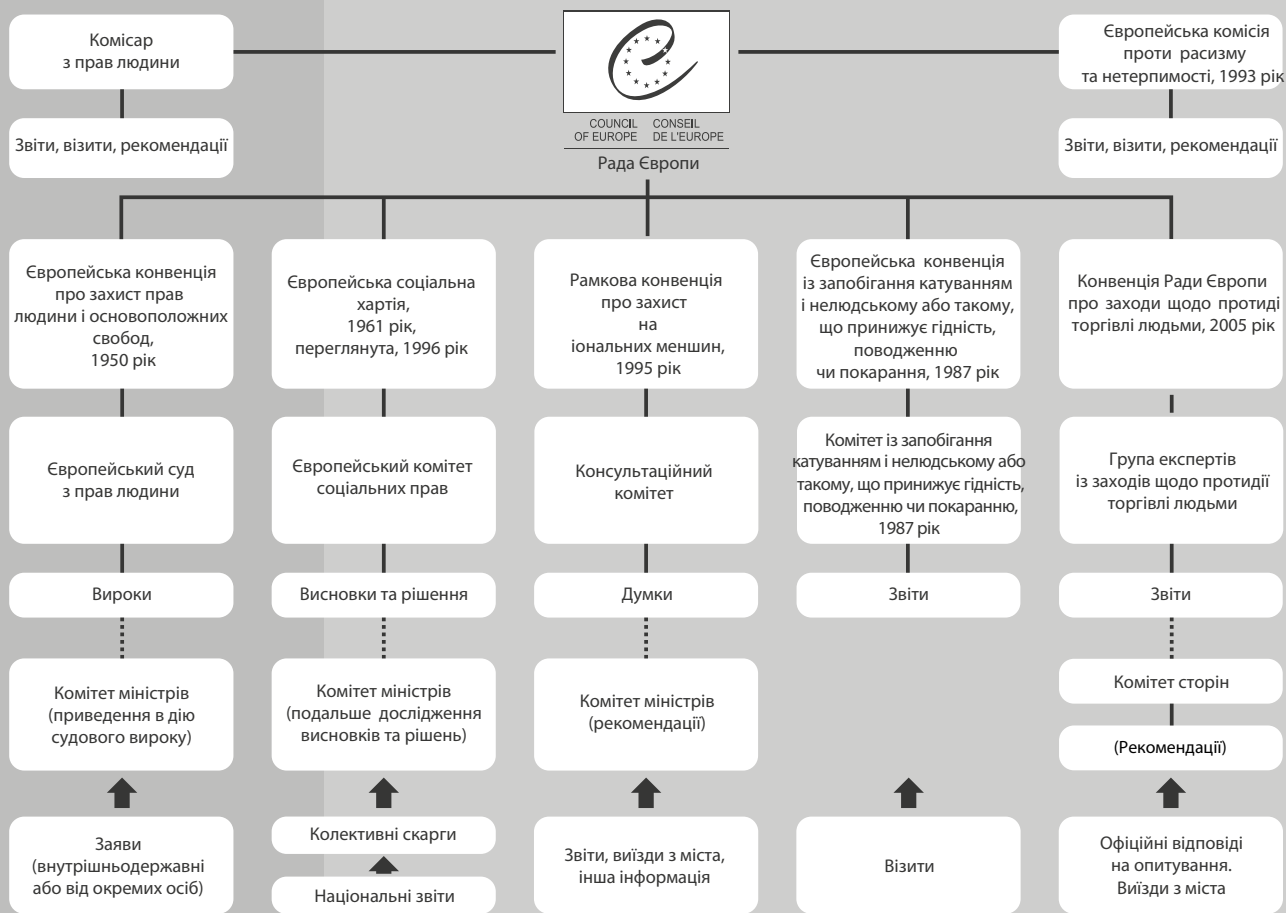 Комісар
з прав людини
Звіти, візити, рекомендації
COUNCIL OF EUROPE
CONSEIL DE L'EUROPE
Рада Європи
Європейська комісія
проти расизму
та нетерпимості, 1993 рік
Звіти, візити, рекомендації
Європейська конвенція
про захист прав
людини і основоположних
свобод,
1950 рік
Європейська соціальна
хартія,
1961 рік,
переглянута, 1996 рік
Рамкова конвенція
про захист
на
іональних меншин,
1995 рік
Європейська конвенція
із запобігання катуванням
і нелюдському або такому,
що принижує гідність,
поводженню
чи покарання, 1987 рік
Конвенція Ради Європи
про заходи щодо протиді
торгівлі людьми, 2005 рік
Європейський суд
з прав людини
Європейський комітет
соціальних прав
Консультаційний
комітет
Комітет із запобігання
катуванням і нелюдському або
такому, що принижує гідність,
поводженню чи покаранню,
1987 рік
Група експертів
із заходів щодо протидії
торгівлі людьми
Вироки
Висновки та рішення
Думки
Звіти
Звіти
Комітет міністрів
(приведення в дію
судового вироку)
Комітет міністрів
(подальше дослідження
висновків та рішень)
Комітет міністрів
(рекомендації)
Комітет сторін
(Рекомендації)
Заяви
(внутрішньодержавні
або від окремих осіб)
Колективні скарги
Національні звіти
Звіти, виїзди з міста,
інша інформація
Візити
Офіційні відповіді
на опитування.
Виїзди з міста